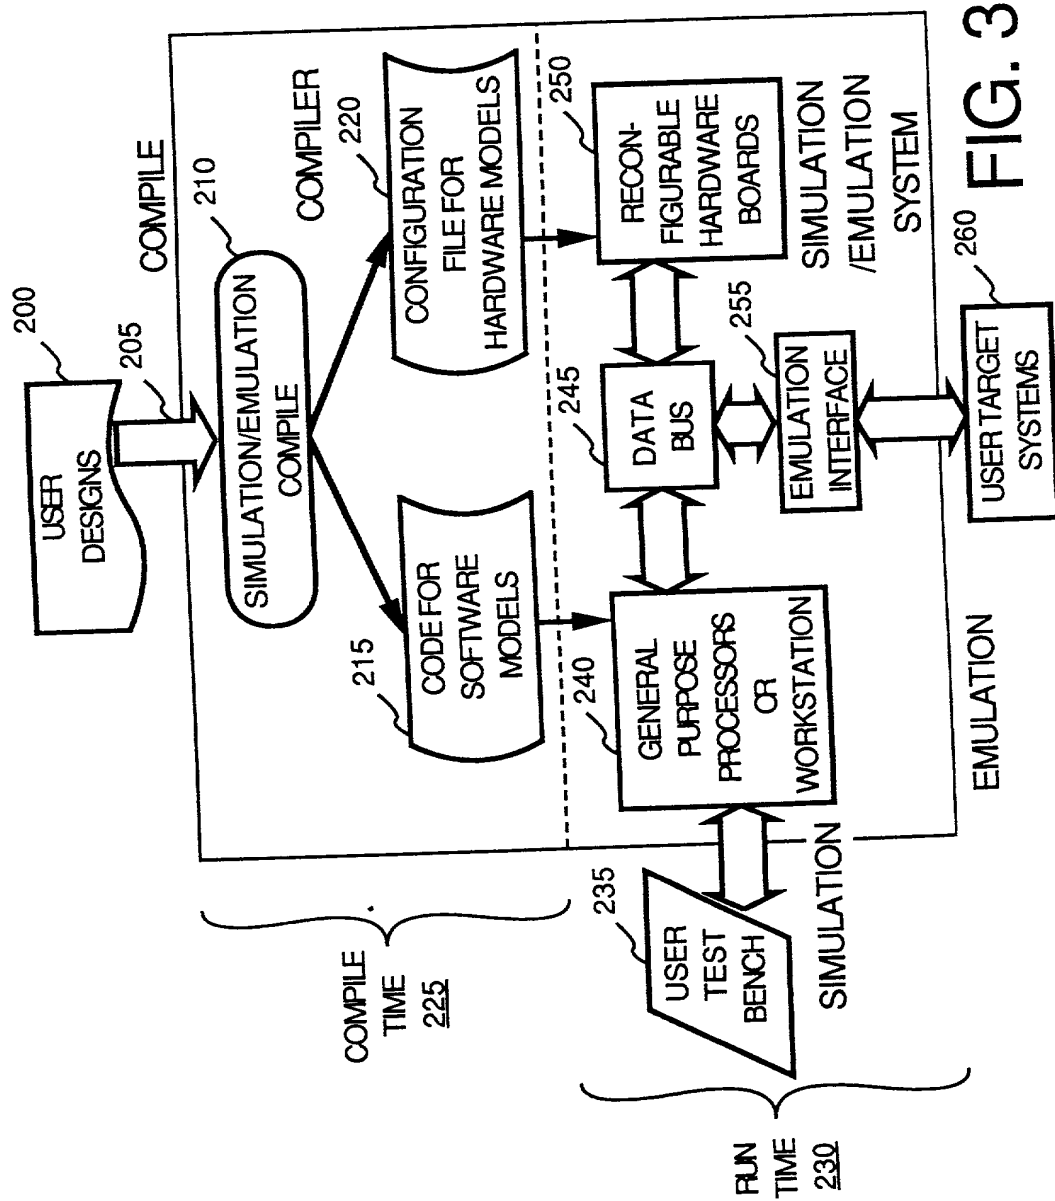 USER
DESIGNS
200
205
COMPILE
SIMULATION/EMULATION
COMPILE
210
COMPILER
215
CODE FOR
SOFTWARE
MODELS
CONFIGURATION
FILE FOR
HARDWARE MODELS
220
COMPILE
TIME
225
235
USER
TEST
BENCH
SIMULATION
240
GENERAL
PURPOSE
PROCESSORS
OR
WORKSTATION
245
DATA
BUS
250
RECON-
FIGURABLE
HARDWARE
BOARDS
255
EMULATION
INTERFACE
SIMULATION
/EMULATION
SYSTEM
RUN
TIME
230
EMULATION
260
USER TARGET
SYSTEMS
FIG. 3